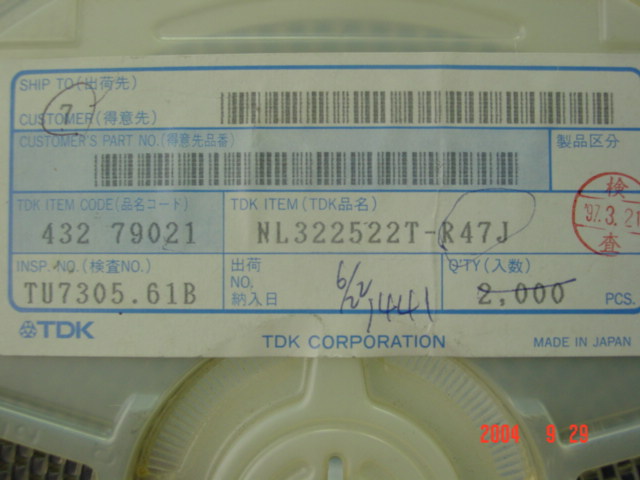 SHIP TO(出荷先)
7
CUSTOMER(得意先)
CUSTOMER'S PART NO.(得意先品番)
製品区分
TDK ITEM CODE(品名コード)
432 79021
TDK ITEM(TDK品名)
NL322522T-R47J
検
'97.3.21
査
INSP. NO.(検査NO.)
TU7305.61B
出荷
NO.
納入日
6/22
1441
Q'TY(入数)
2,000
PCS.
TDK
TDK CORPORATION
MADE IN JAPAN
2004 9 29